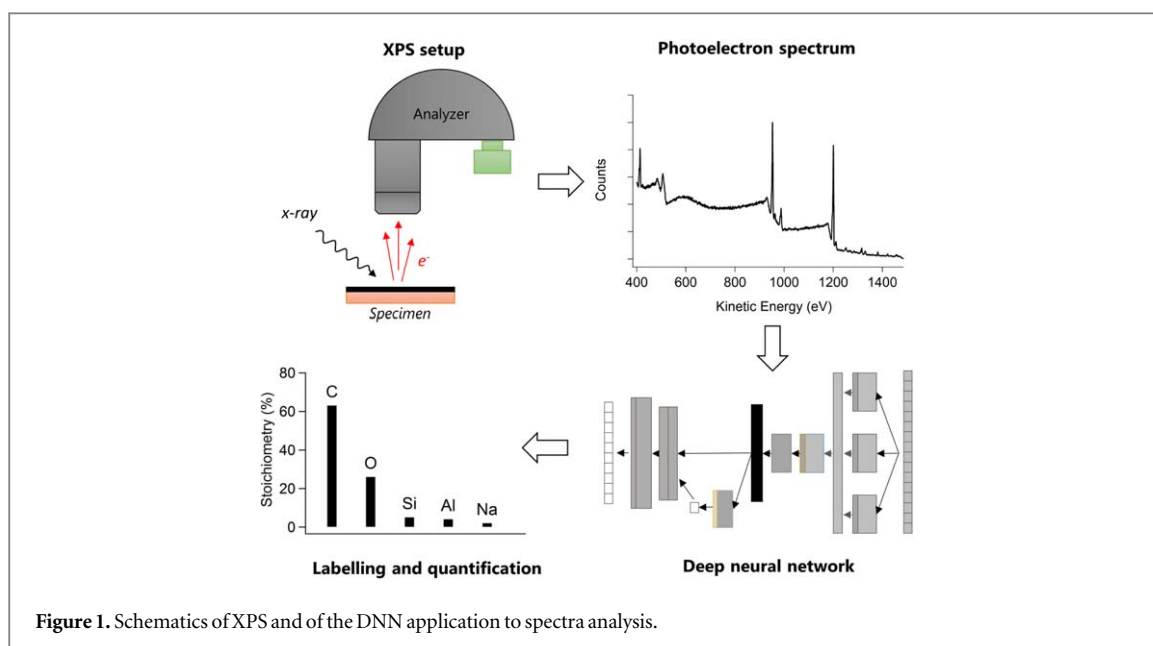 XPS setup
Analyzer
x-ray
e-
Specimen
Photoelectron spectrum
Counts
400 600 800 1000 1200 1400
Kinetic Energy (eV)
Stoichiometry (%)
80
60
40
20
0
C
O
Si
Al
Na
Labelling and quantification
Deep neural network
Figure 1. Schematics of XPS and of the DNN application to spectra analysis.